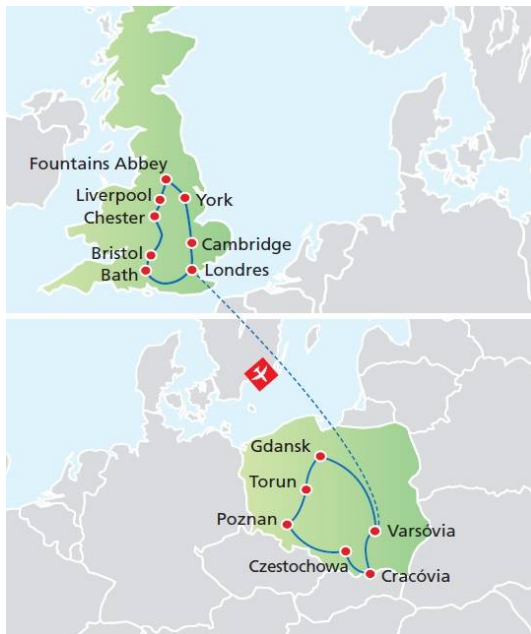 Fountains Abbey
Liverpool
York
Chester
Cambridge
Bristol
Bath
Londres
Gdansk
Torun
Poznan
Varsóvia
Czestochowa
Cracóvia